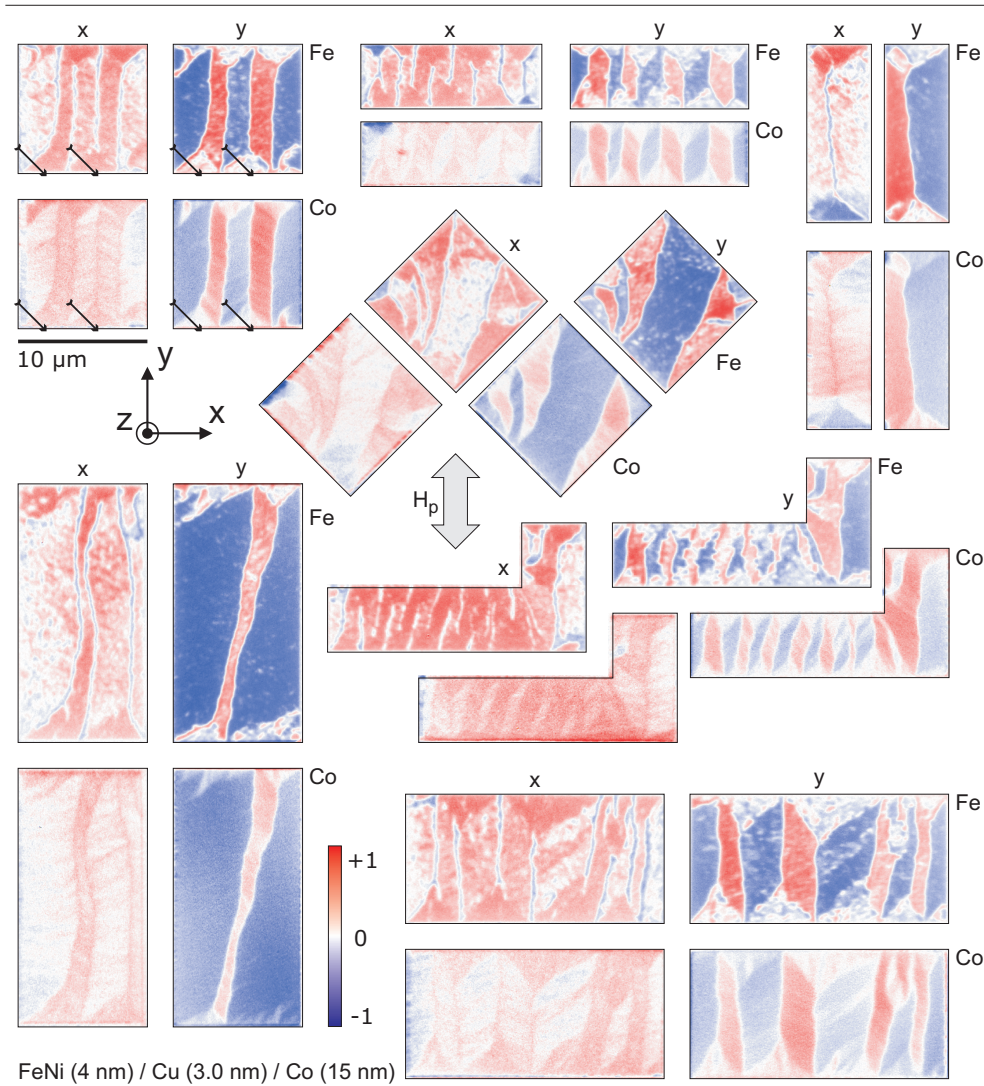 x y Fe
x y Fe
x y Fe
Co
Co
Co
x y
Fe
Co
10 µm
y
z x
Hp
x y Fe
y Fe
x
Co
Co
x y Fe
Co
+1
0
-1
FeNi (4 nm) / Cu (3.0 nm) / Co (15 nm)